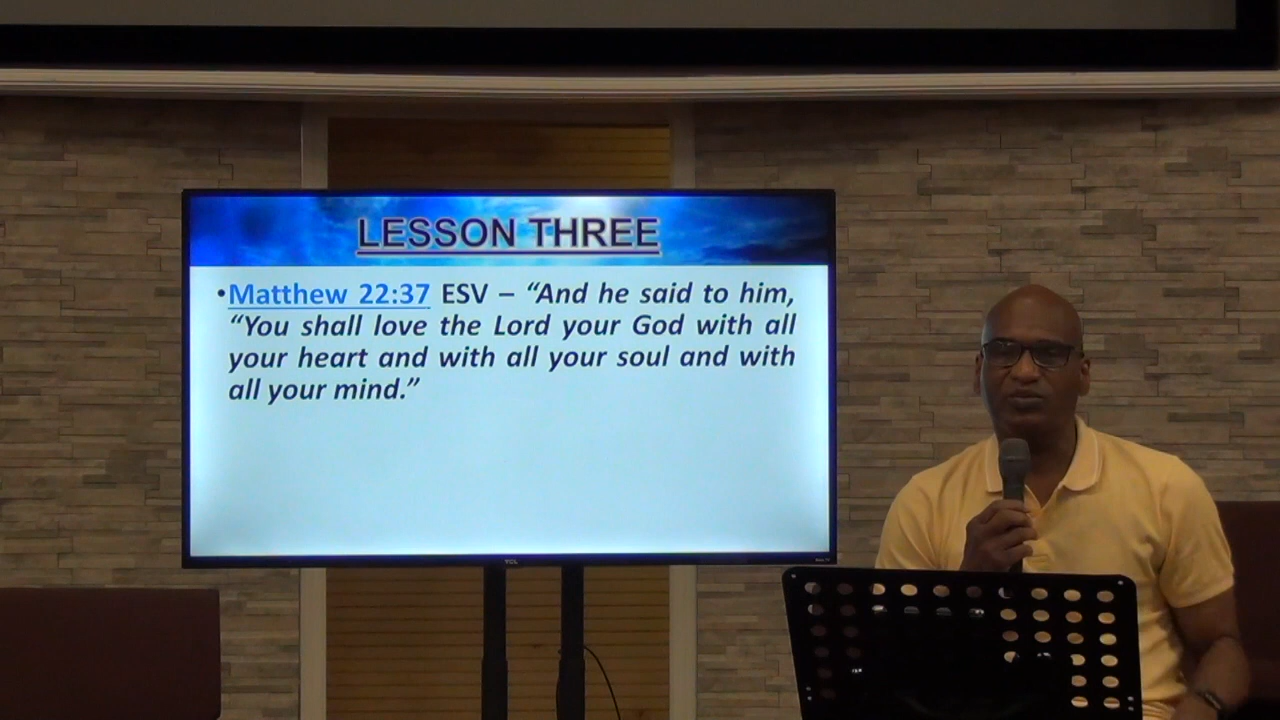 LESSON THREE
•Matthew 22:37 ESV – “And he said to him,
“You shall love the Lord your God with all
your heart and with all your soul and with
all your mind.”
TCL